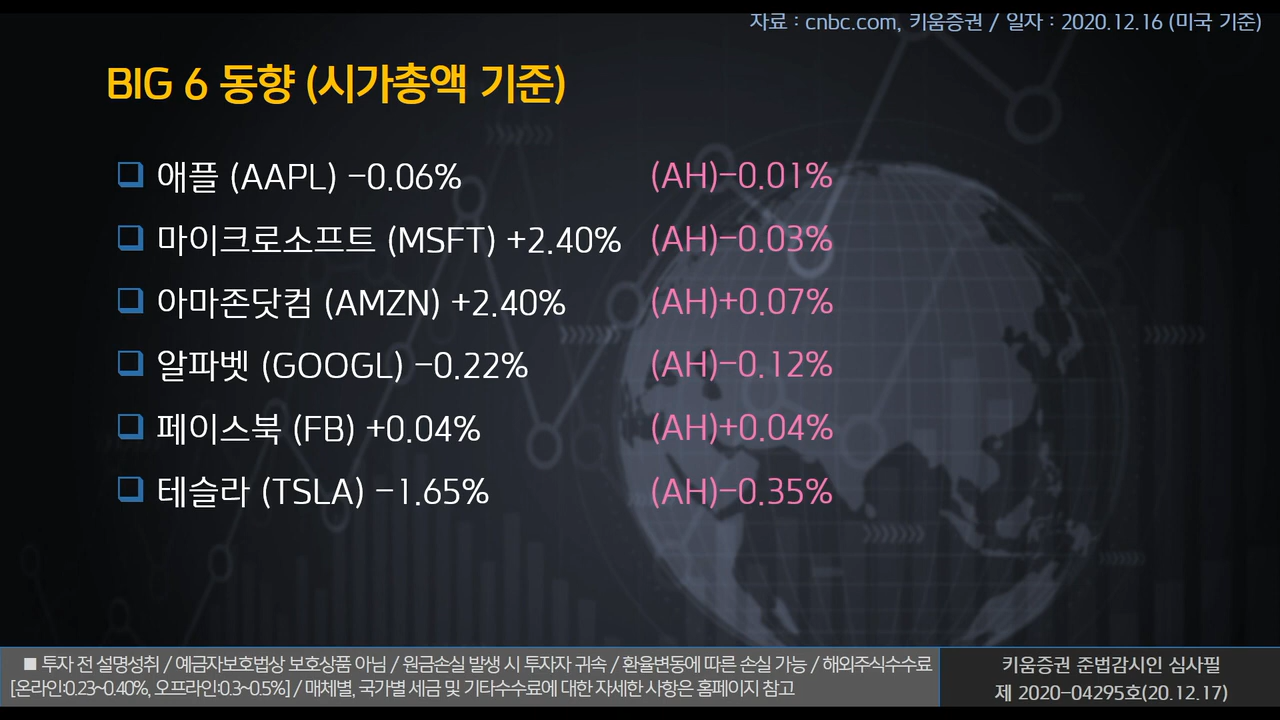 자료 : cnbc.com, 키움증권 / 일자 : 2020.12.16 (미국 기준)
BIG 6 동향 (시가총액 기준)
❑ 애플 (AAPL) -0.06% (AH)-0.01%
❑ 마이크로소프트 (MSFT) +2.40% (AH)-0.03%
❑ 아마존닷컴 (AMZN) +2.40% (AH)+0.07%
❑ 알파벳 (GOOGL) -0.22% (AH)-0.12%
❑ 페이스북 (FB) +0.04% (AH)+0.04%
❑ 테슬라 (TSLA) -1.65% (AH)-0.35%
■ 투자 전 설명성취 / 예금자보호법상 보호상품 아님 / 원금손실 발생 시 투자자 귀속 / 환율변동에 따른 손실 가능 / 해외주식수수료
[온라인:0.23~0.40%, 오프라인:0.3~0.5%] / 매체별, 국가별 세금 및 기타수수료에 대한 자세한 사항은 홈페이지 참고
키움증권 준법감시인 심사필
제 2020-04295호(20.12.17)